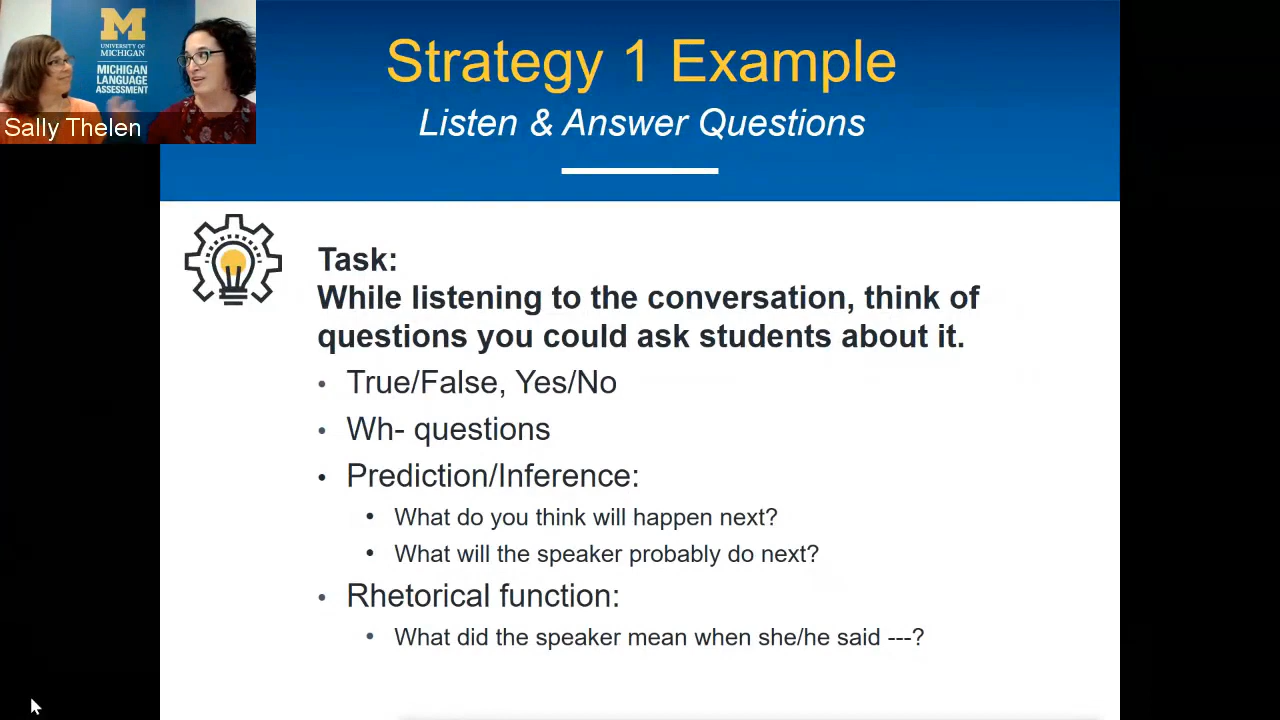 M
UNIVERSITY OF
MICHIGAN
MICHIGAN
LANGUAGE
ASSESSMENT
Sally Thelen
Strategy 1 Example
Listen & Answer Questions
Task:
While listening to the conversation, think of
questions you could ask students about it.
• True/False, Yes/No
• Wh- questions
• Prediction/Inference:
• What do you think will happen next?
• What will the speaker probably do next?
• Rhetorical function:
• What did the speaker mean when she/he said ---?